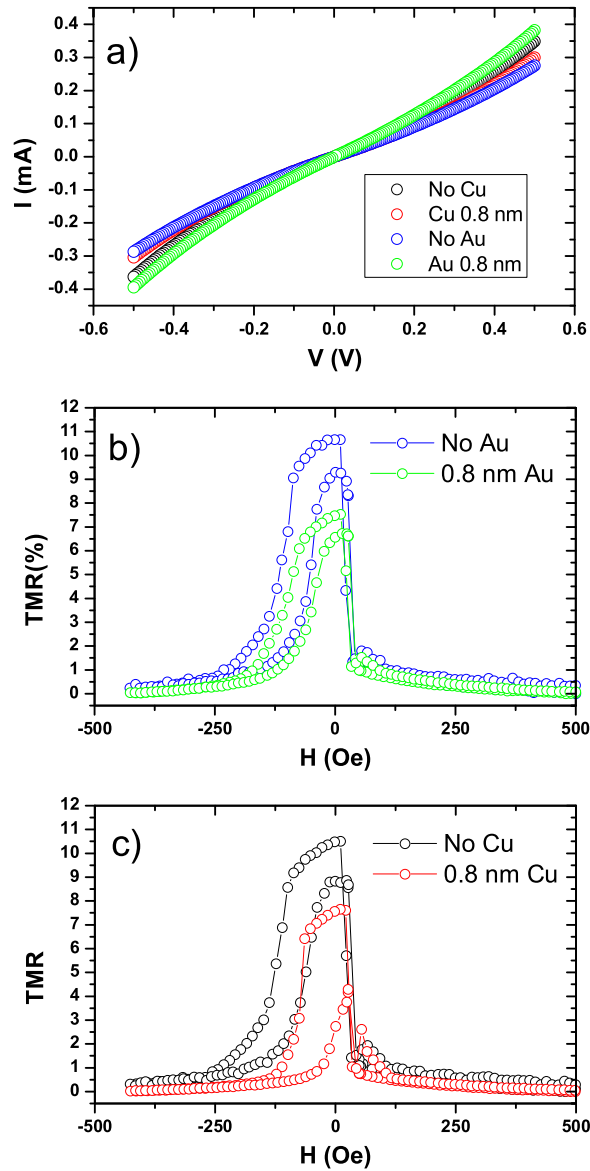 a)
0.4
0.3
0.2
0.1
0.0
-0.1
-0.2
-0.3
-0.4
I (mA)
No Cu
Cu 0.8 nm
No Au
Au 0.8 nm
-0.6 -0.4 -0.2 0.0 0.2 0.4 0.6
V (V)
b)
12
11
10
9
8
7
6
5
4
3
2
1
0
TMR(%)
No Au
0.8 nm Au
-500 -250 0 250 500
H (Oe)
c)
12
11
10
9
8
7
6
5
4
3
2
1
0
TMR
No Cu
0.8 nm Cu
-500 -250 0 250 500
H (Oe)